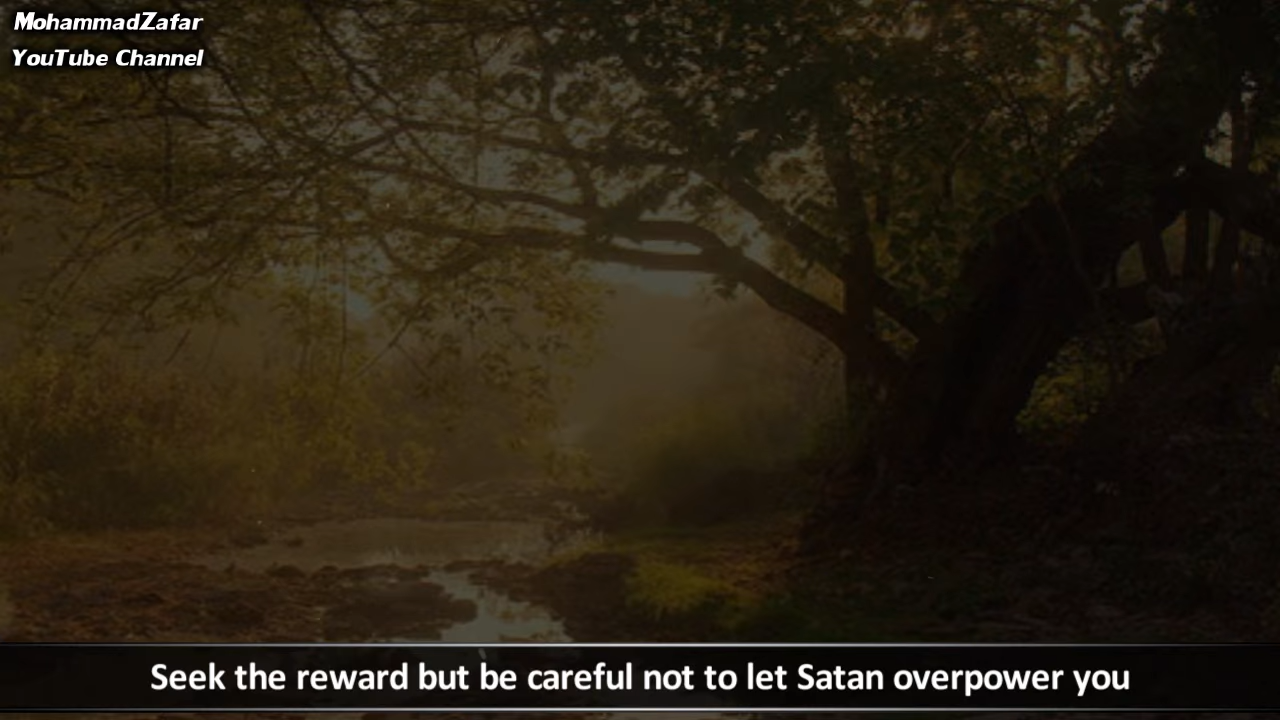 MohammadZafar
YouTube Channel
Seek the reward but be careful not to let Satan overpower you